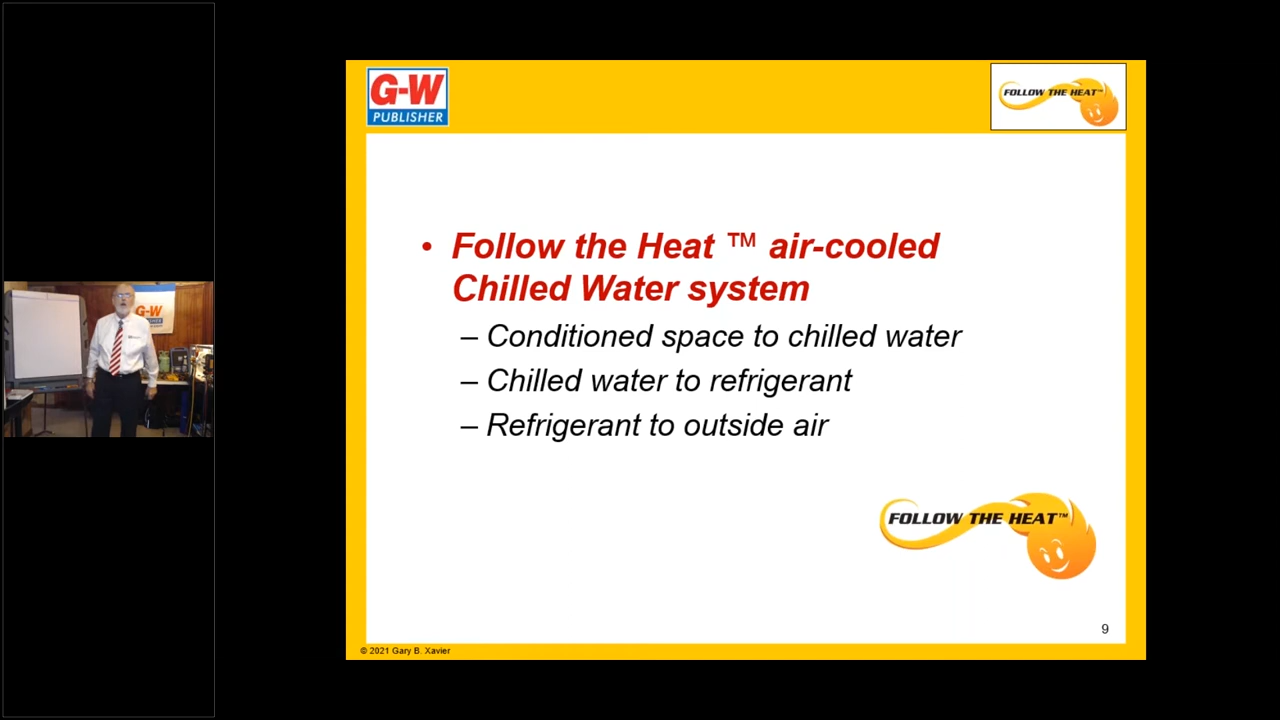 G-W
PUBLISHER
FOLLOW THE HEAT™
• Follow the Heat ™ air-cooled
Chilled Water system
– Conditioned space to chilled water
– Chilled water to refrigerant
– Refrigerant to outside air
FOLLOW THE HEAT™
9
© 2021 Gary B. Xavier
G-W